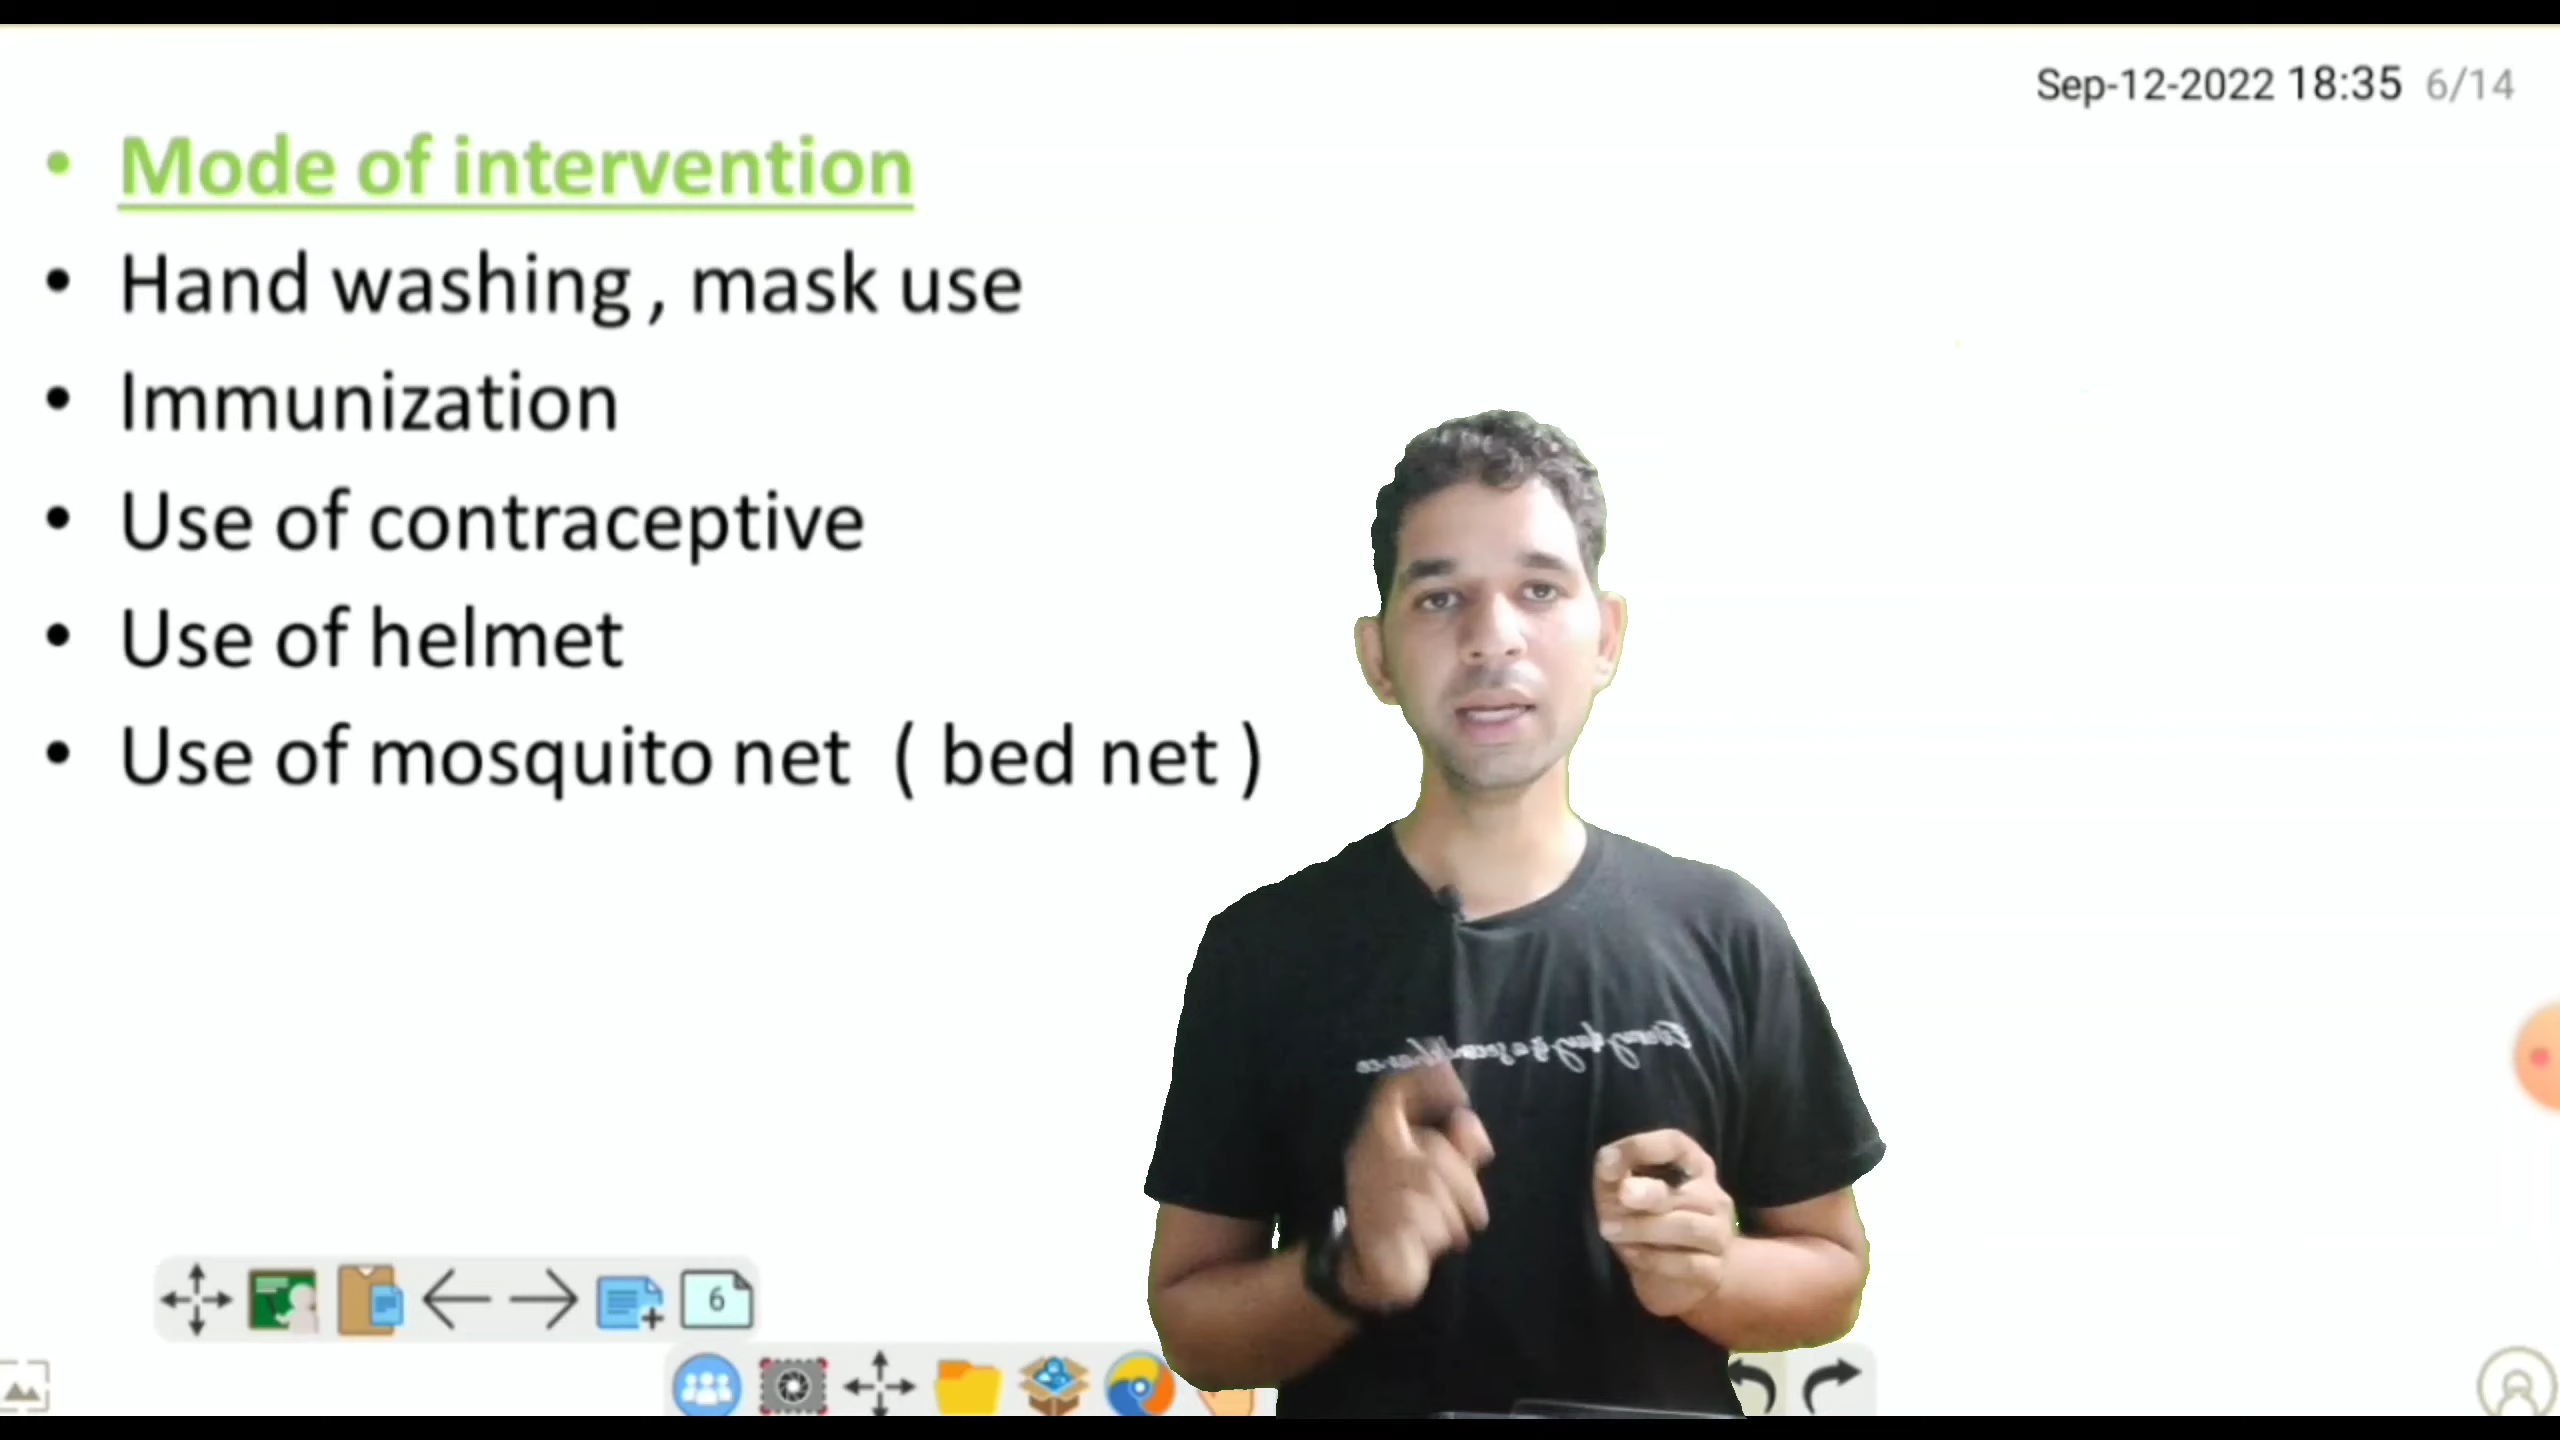 Sep-12-2022 18:35 6/14
• Mode of intervention
• Hand washing , mask use
• Immunization
• Use of contraceptive
• Use of helmet
• Use of mosquito net ( bed net )
6